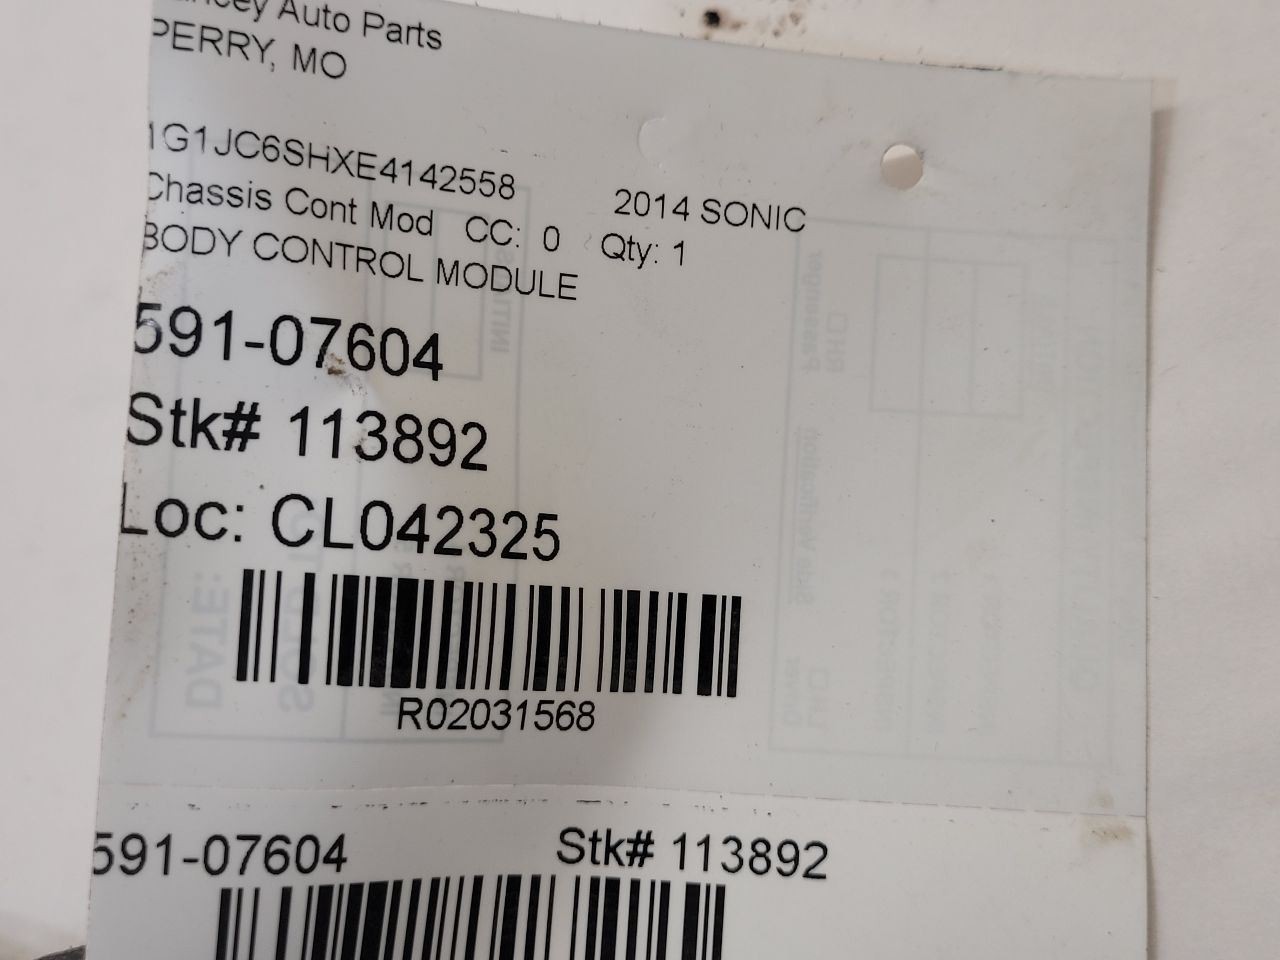 Auto Parts
PERRY, MO
1G1JC6SHXE4142558 2014 SONIC
Chassis Cont Mod CC: 0 Qty: 1
BODY CONTROL MODULE
591-07604
Stk# 113892
Loc: CL042325
R02031568
591-07604 Stk# 113892